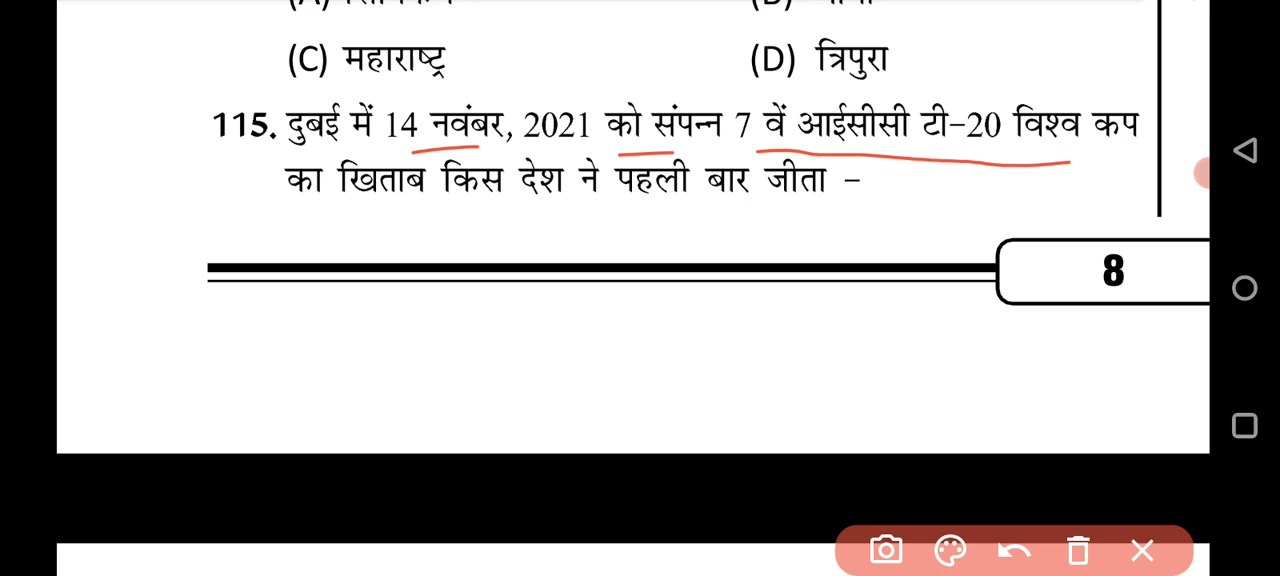 (C) महाराष्ट्र (D) त्रिपुरा
115. दुबई में 14 नवंबर, 2021 को संपन्न 7 वें आईसीसी टी-20 विश्व कप
का खिताब किस देश ने पहली बार जीता –
8